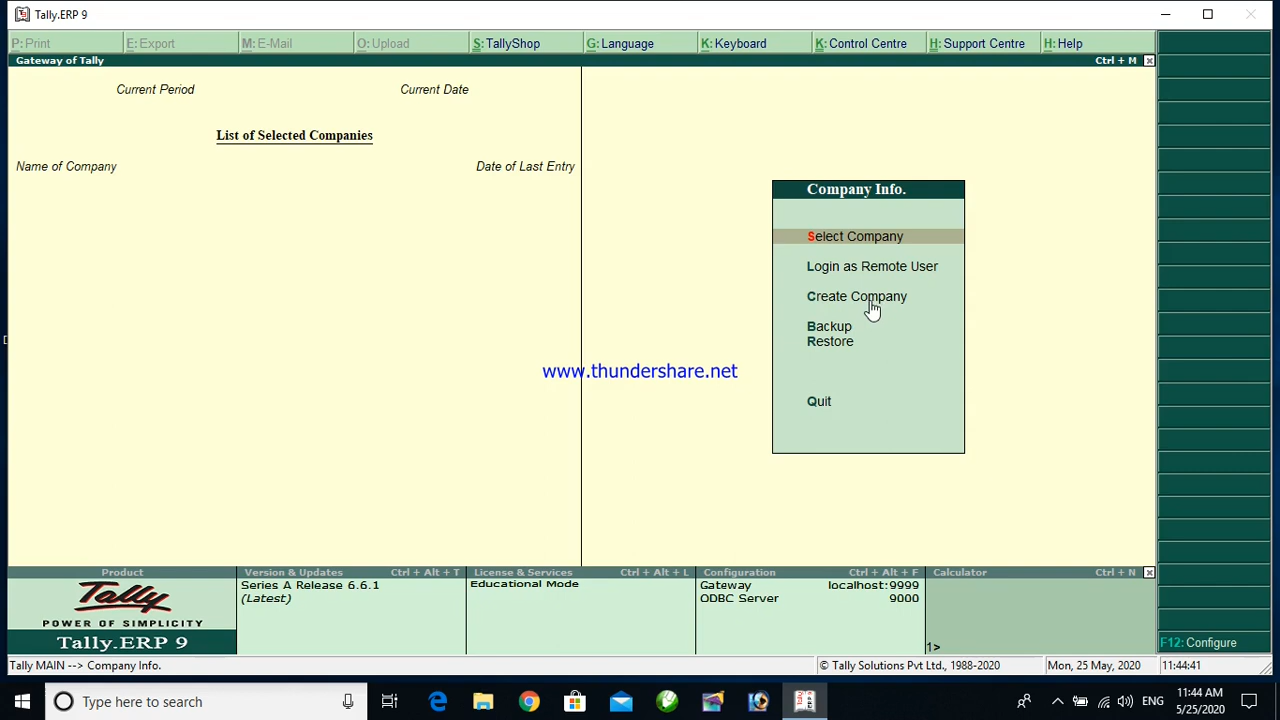 Tally.ERP 9
P: Print E: Export M: E-Mail O: Upload S: TallyShop G: Language K: Keyboard K: Control Centre H: Support Centre H: Help
Gateway of Tally Ctrl + M
Current Period Current Date
List of Selected Companies
Name of Company Date of Last Entry
Company Info.
Select Company
Login as Remote User
Create Company
Backup
Restore
Quit
www.thundershare.net
Product Version & Updates Ctrl + Alt + T License & Services Ctrl + Alt + L Configuration Ctrl + Alt + F Calculator Ctrl + N
Tally
POWER OF SIMPLICITY
Tally.ERP 9
Series A Release 6.6.1
(Latest)
Educational Mode
Gateway localhost:9999
ODBC Server 9000
1>
F12: Configure
Tally MAIN --> Company Info. © Tally Solutions Pvt Ltd., 1988-2020 Mon, 25 May, 2020 11:44:41
Type here to search
ENG
11:44 AM
5/25/2020